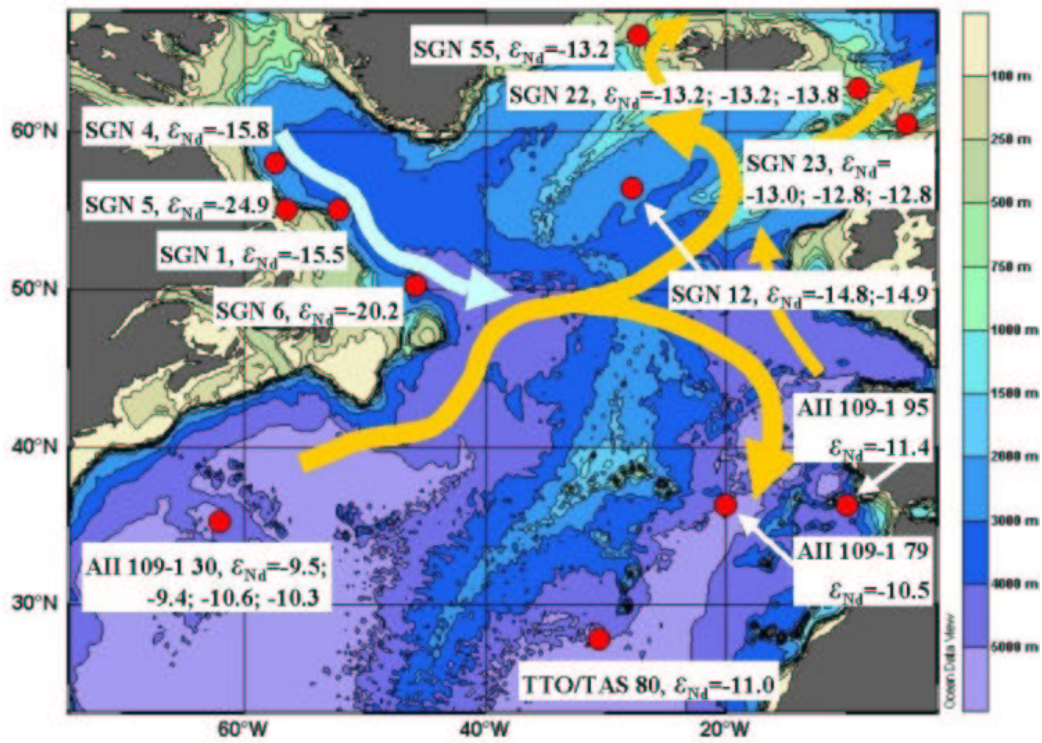 SGN 55, εNd=-13.2
SGN 22, εNd=-13.2; -13.2; -13.8
SGN 4, εNd=-15.8
SGN 23, εNd=
-13.0; -12.8; -12.8
SGN 5, εNd=-24.9
SGN 1, εNd=-15.5
SGN 6, εNd=-20.2
SGN 12, εNd=-14.8;-14.9
AII 109-1 95
εNd=-11.4
AII 109-1 30, εNd=-9.5;
-9.4; -10.6; -10.3
AII 109-1 79
εNd=-10.5
TTO/TAS 80, εNd=-11.0
60°N
50°N
40°N
30°N
60°W
40°W
20°W
100 m
250 m
500 m
750 m
1000 m
1500 m
2000 m
3000 m
4000 m
5000 m
Ocean Data View